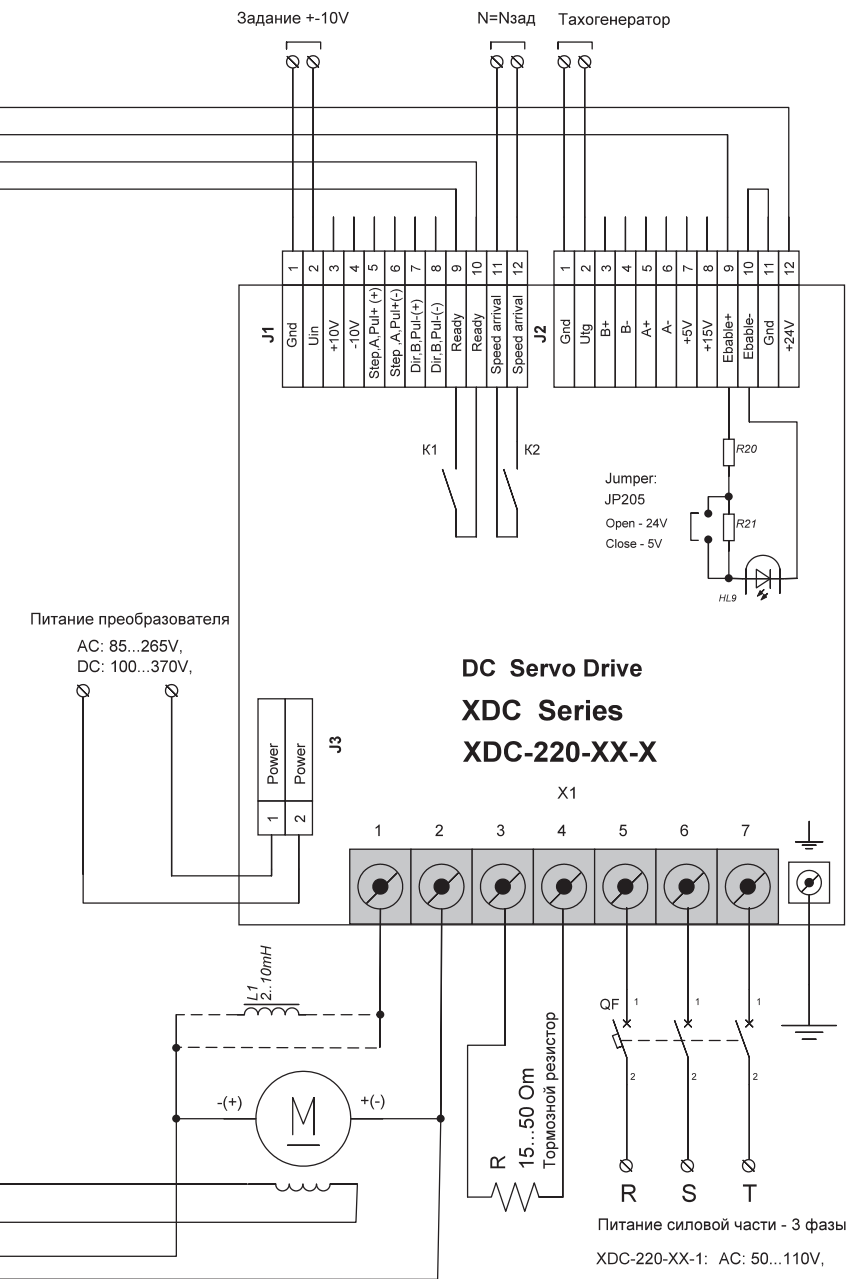 Задание +-10V
N=Nзад
Тахогенератор
J1
1 2 3 4 5 6 7 8 9 10 11 12
Gnd
Uin
+10V
-10V
Step,A,Pul+ (+)
Step ,A,Pul+(-)
Dir,B,Pul-(+)
Dir,B,Pul-(-)
Ready
Ready
Speed arrival
Speed arrival
J2
1 2 3 4 5 6 7 8 9 10 11 12
Gnd
Utg
B+
B-
A+
A-
+5V
+15V
Ebable+
Ebable-
Gnd
+24V
K1
K2
R20
Jumper:
JP205
Open - 24V
Close - 5V
R21
HL9
Питание преобразователя
AC: 85...265V,
DC: 100...370V,
DC Servo Drive
XDC Series
XDC-220-XX-X
J3
Power
Power
1
2
X1
1 2 3 4 5 6 7
L1
2..10mH
-(+)
M
+(-)
R
15...50 Om
Тормозной резистор
QF
1 1 1
2 2 2
R S T
Питание силовой части - 3 фазы
XDC-220-XX-1: AC: 50...110V,